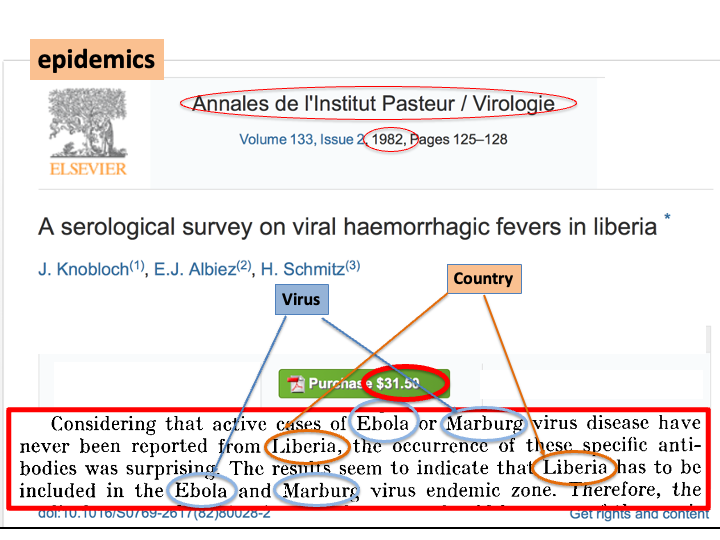 epidemics
Annales de l'Institut Pasteur / Virologie
Volume 133, Issue 2, 1982, Pages 125–128
ELSEVIER
A serological survey on viral haemorrhagic fevers in liberia *
J. Knobloch(1), E.J. Albiez(2), H. Schmitz(3)
Country
Virus
Purchase $31.50
Considering that active cases of Ebola or Marburg virus disease have
never been reported from Liberia, the occurrence of these specific anti-
bodies was surprising. The results seem to indicate that Liberia has to be
included in the Ebola and Marburg virus endemic zone. Therefore, the
doi:10.1016/S0769-2617(82)80028-2
Get rights and content